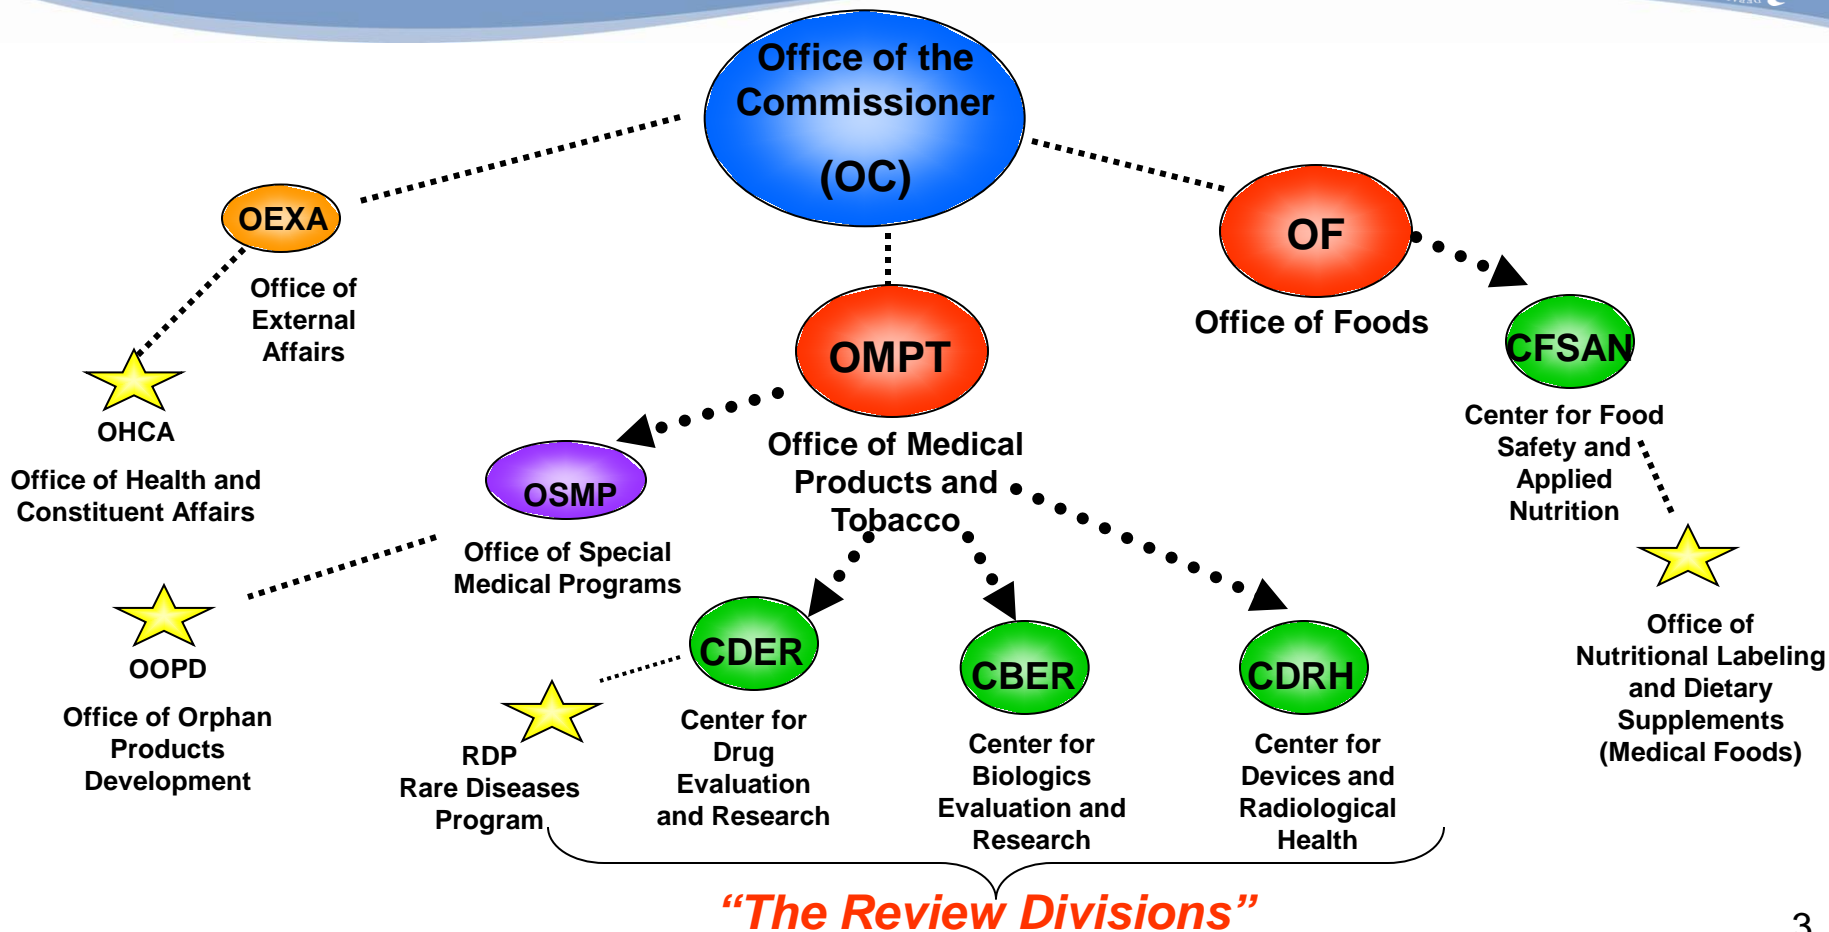 Office of the
Commissioner
(OC)
OEXA
Office of
External
Affairs
OHCA
Office of Health and
Constituent Affairs
OF
Office of Foods
CFSAN
Center for Food
Safety and
Applied
Nutrition
Office of
Nutritional Labeling
and Dietary
Supplements
(Medical Foods)
OMPT
Office of Medical
Products and
Tobacco
OSMP
Office of Special
Medical Programs
OOPD
Office of Orphan
Products
Development
CDER
Center for
Drug
Evaluation
and Research
RDP
Rare Diseases
Program
CBER
Center for
Biologics
Evaluation and
Research
CDRH
Center for
Devices and
Radiological
Health
“The Review Divisions”
3